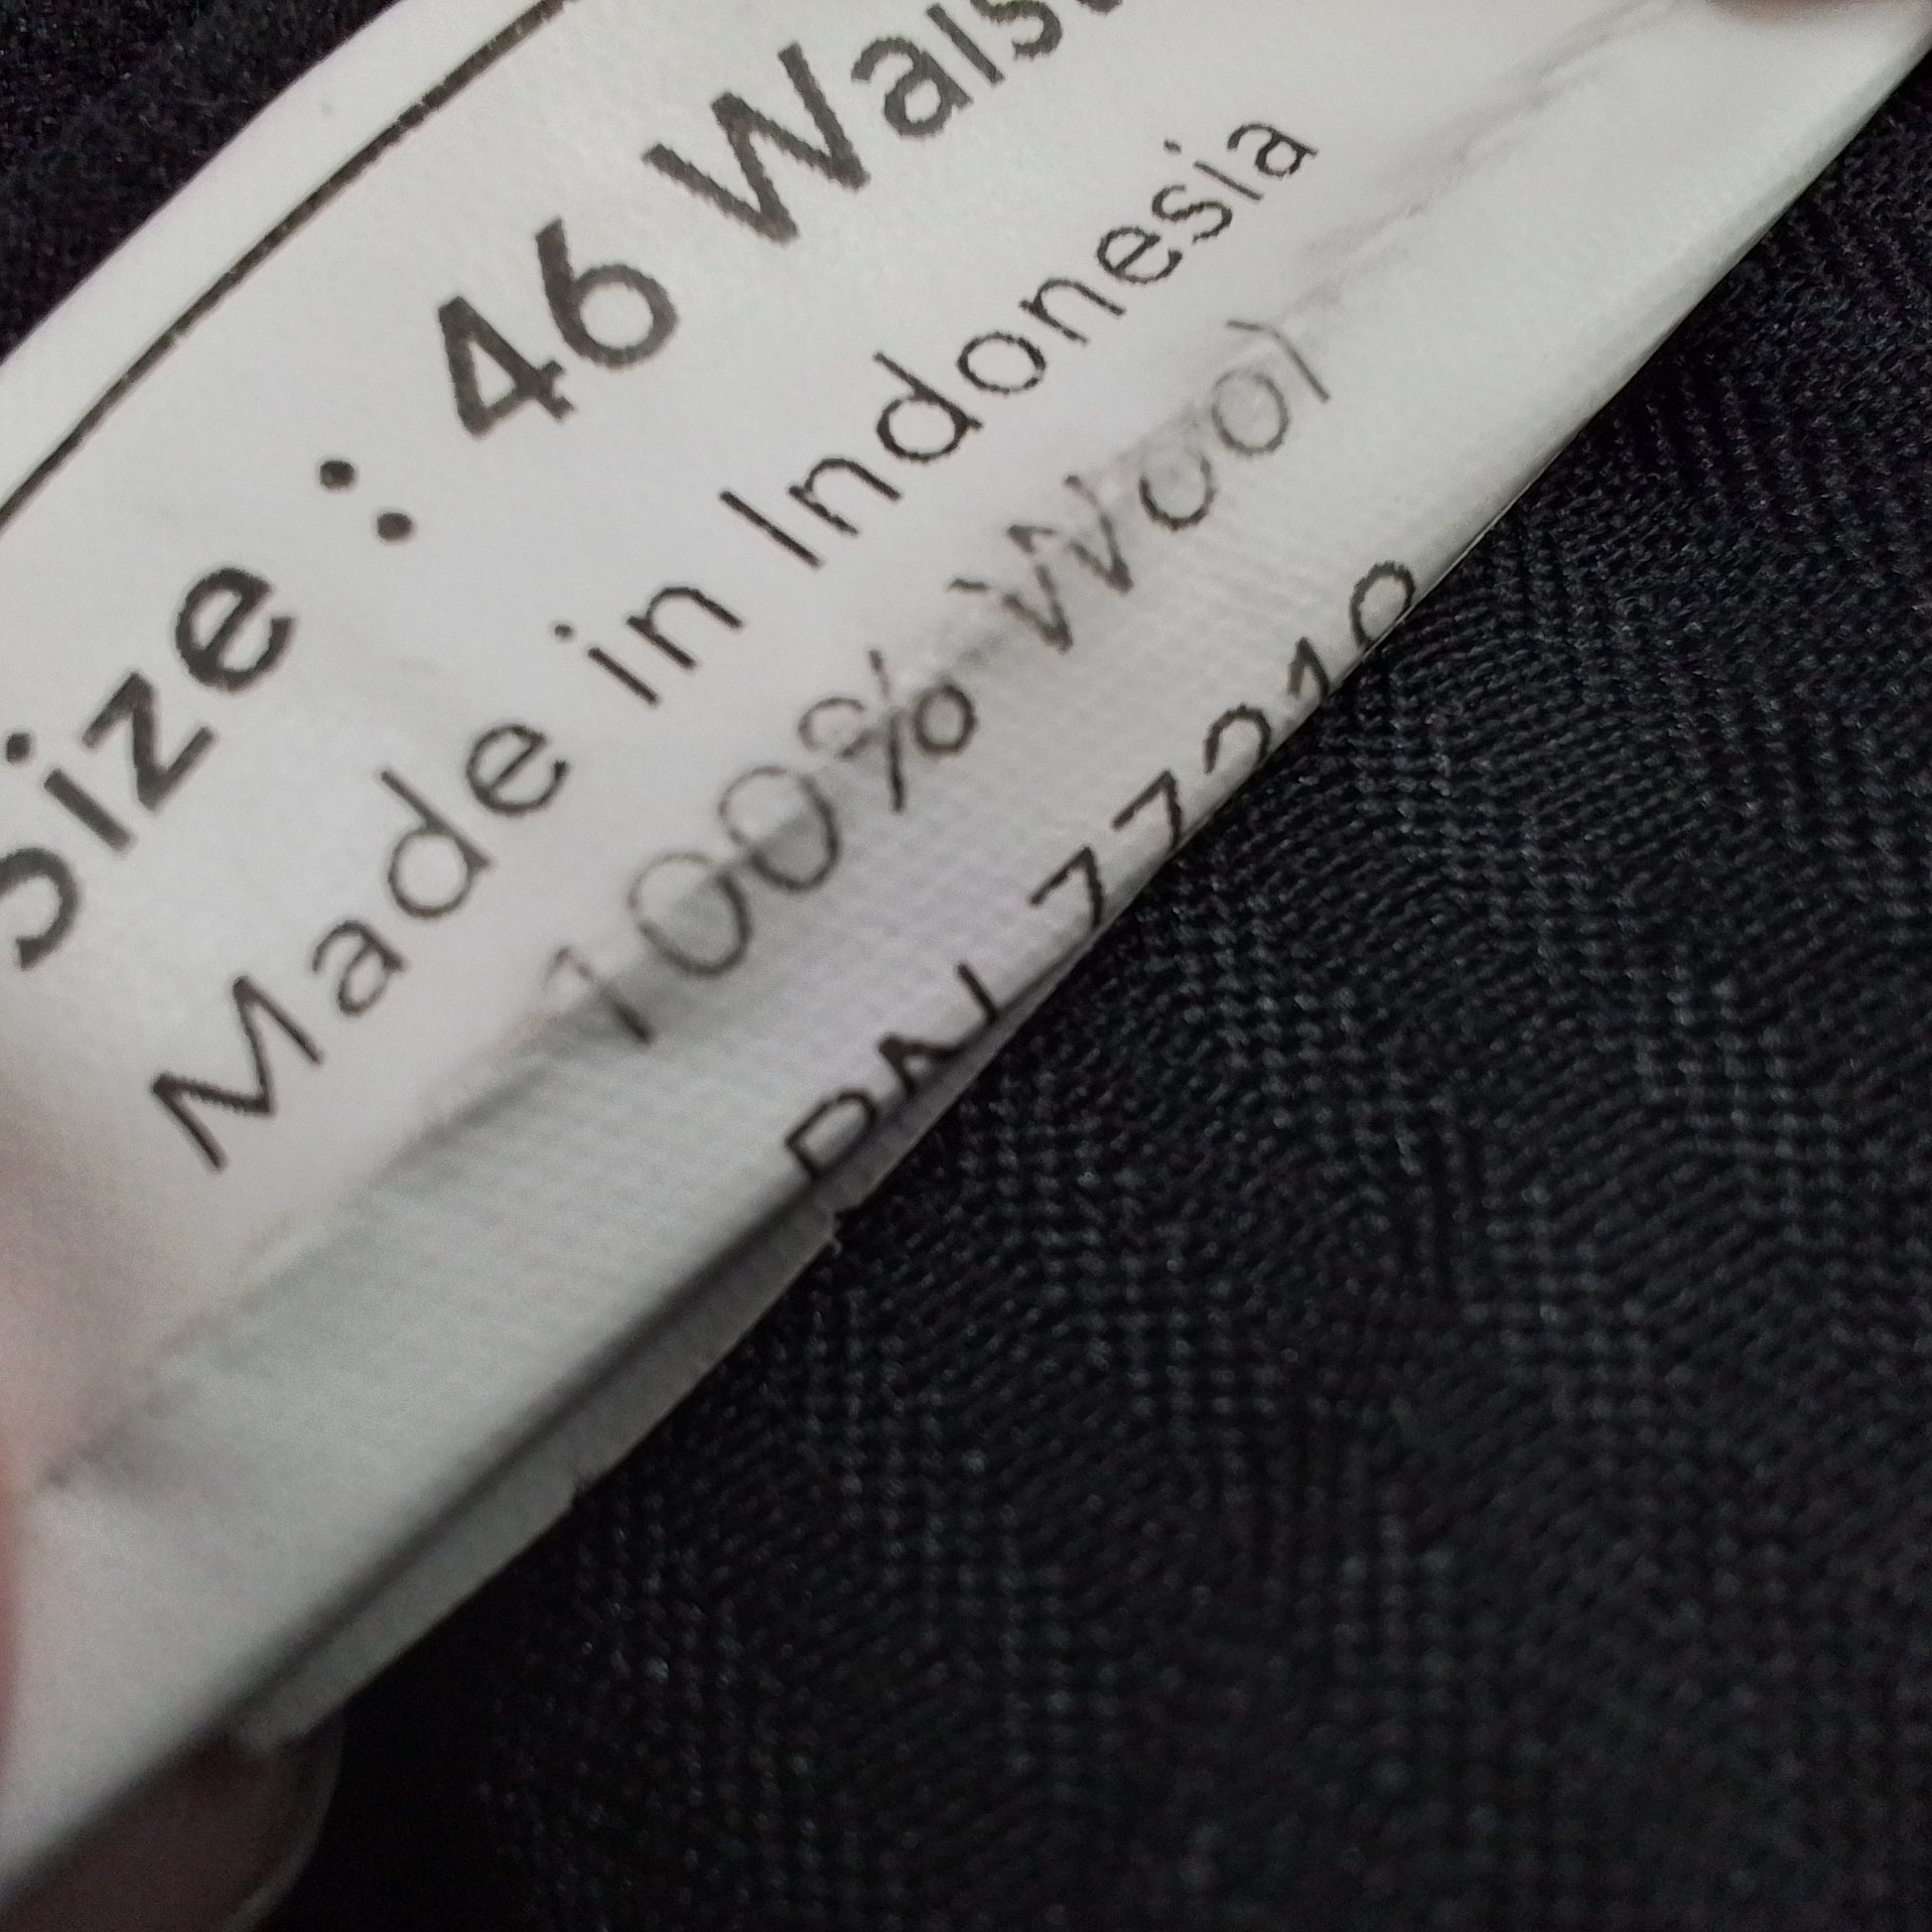 Size : 46 Waist
Made in Indonesia
100% Wool